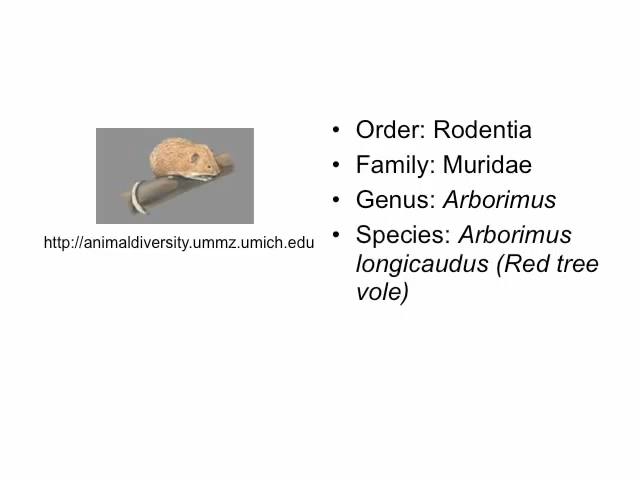 • Order: Rodentia
• Family: Muridae
• Genus: Arborimus
• Species: Arborimus
longicaudus (Red tree
vole)
http://animaldiversity.ummz.umich.edu